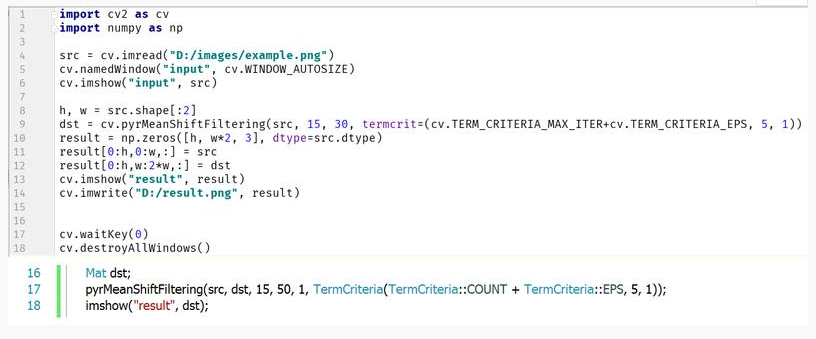 1 import cv2 as cv
2 import numpy as np
3
4 src = cv.imread("D:/images/example.png")
5 cv.namedWindow("input", cv.WINDOW_AUTOSIZE)
6 cv.imshow("input", src)
7
8 h, w = src.shape[:2]
9 dst = cv.pyrMeanShiftFiltering(src, 15, 30, termcrit=(cv.TERM_CRITERIA_MAX_ITER+cv.TERM_CRITERIA_EPS, 5, 1))
10 result = np.zeros([h, w*2, 3], dtype=src.dtype)
11 result[0:h,0:w,:] = src
12 result[0:h,w:2*w,:] = dst
13 cv.imshow("result", result)
14 cv.imwrite("D:/result.png", result)
15
16
17 cv.waitKey(0)
18 cv.destroyAllWindows()
16 Mat dst;
17 pyrMeanShiftFiltering(src, dst, 15, 50, 1, TermCriteria(TermCriteria::COUNT + TermCriteria::EPS, 5, 1));
18 imshow("result", dst);